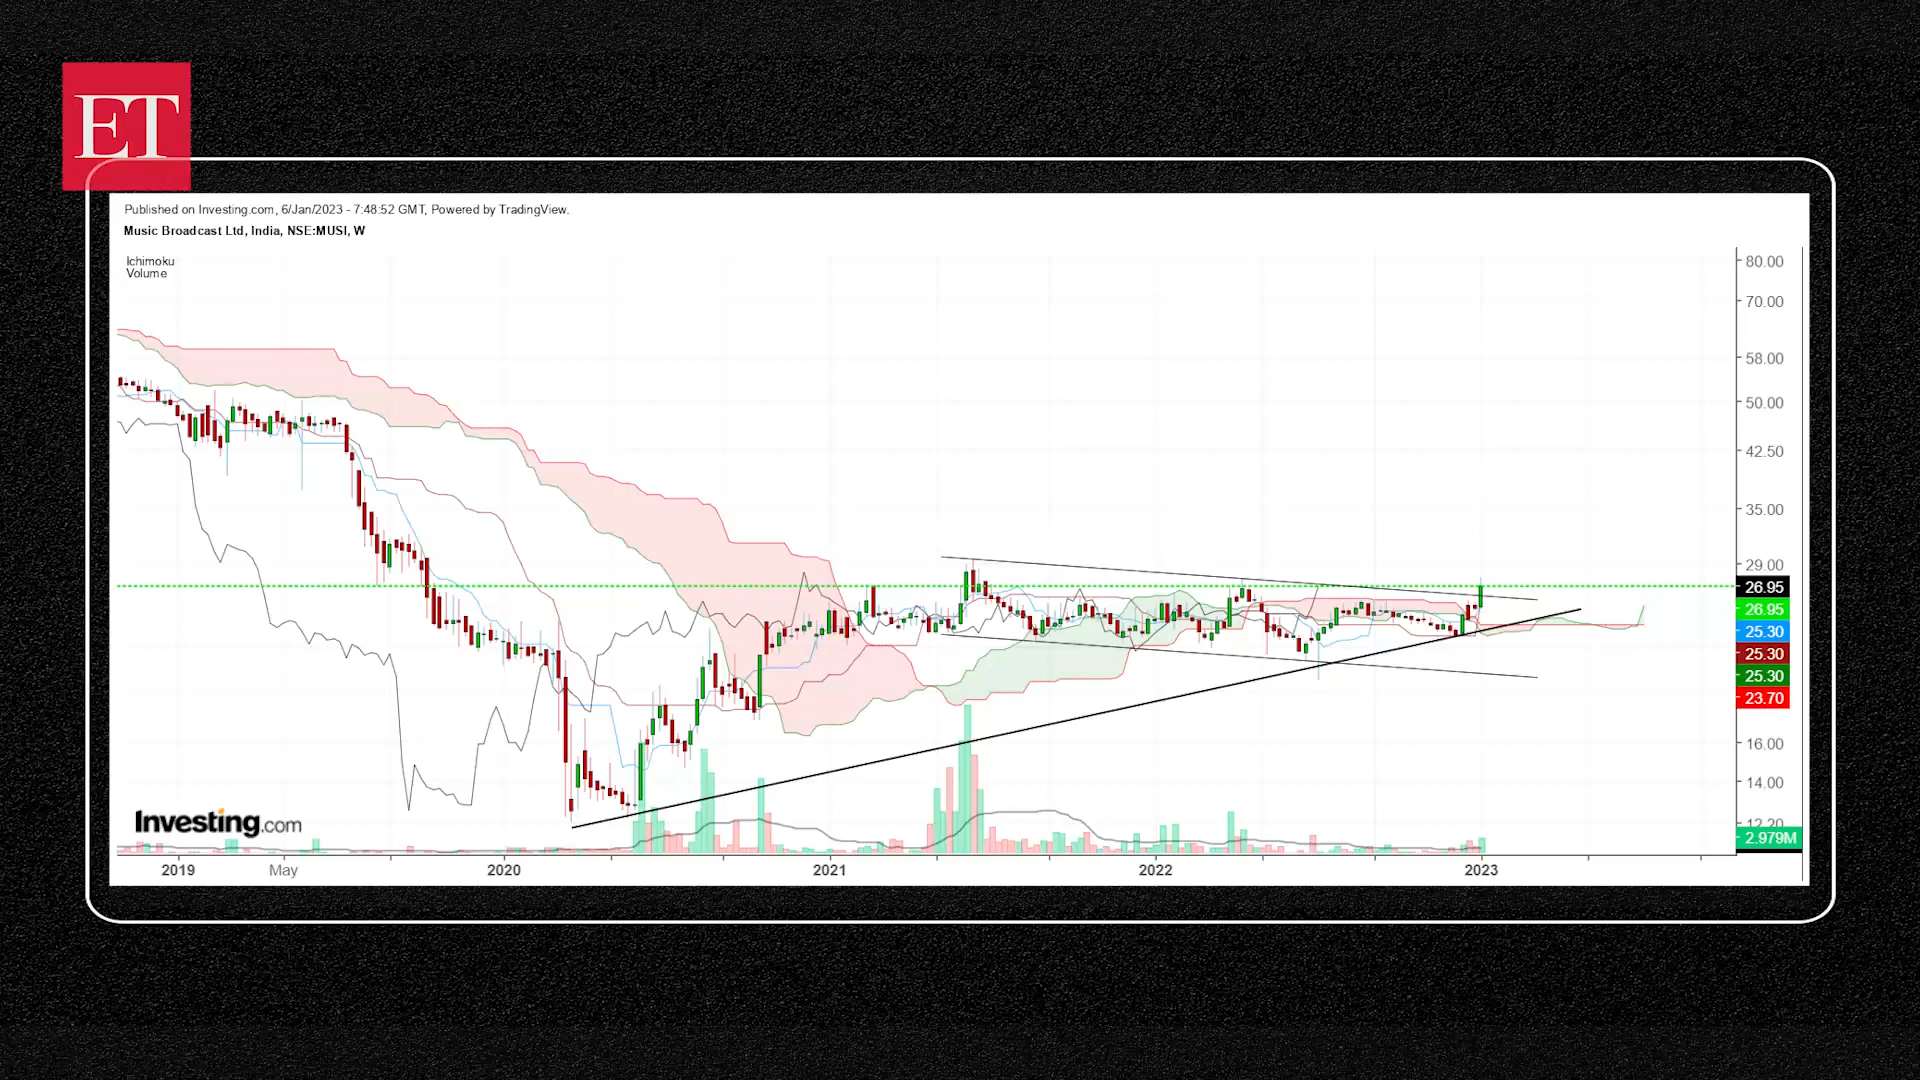 ET
Published on Investing.com, 6/Jan/2023 - 7:48:52 GMT, Powered by TradingView.
Music Broadcast Ltd, India, NSE:MUSI, W
Ichimoku
Volume
80.00
70.00
58.00
50.00
42.50
35.00
29.00
26.95
26.95
25.30
25.30
25.30
23.70
16.00
14.00
12.20
2.979M
Investing.com
2019 May 2020 2021 2022 2023